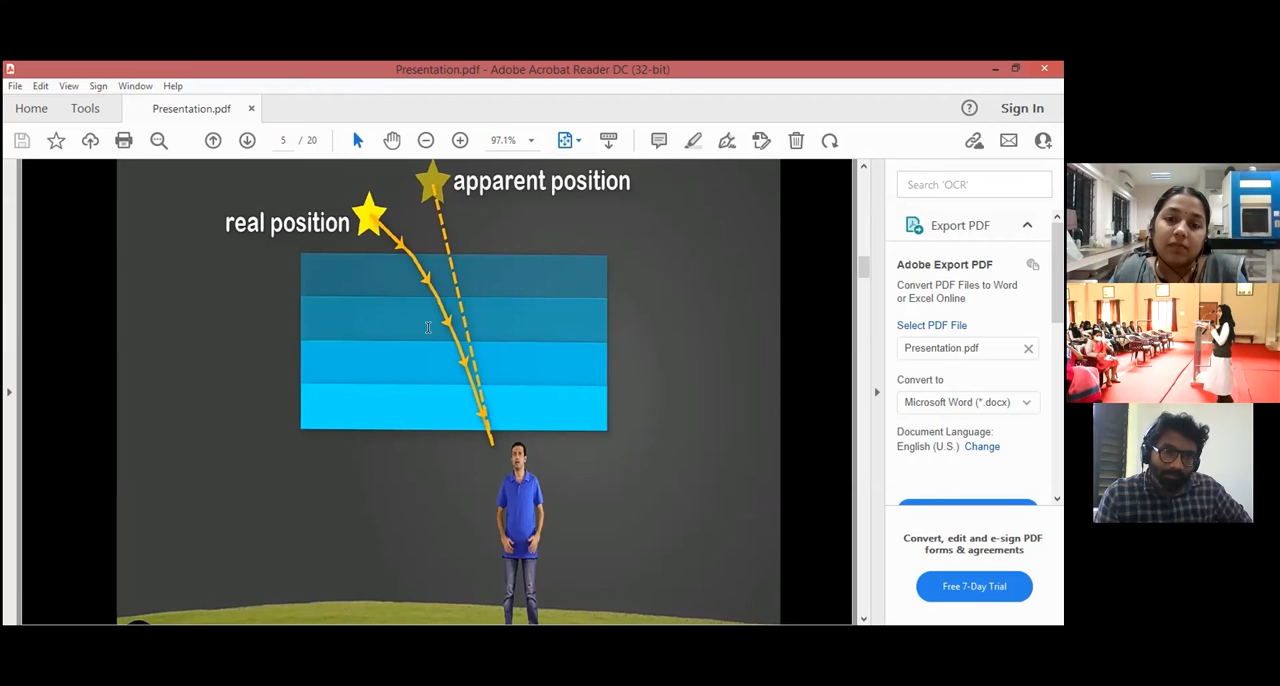 Presentation.pdf - Adobe Acrobat Reader DC (32-bit)
File Edit View Sign Window Help
Home Tools Presentation.pdf ×
Sign In
5 / 20
97.1%
apparent position
real position
Search 'OCR'
Export PDF
Adobe Export PDF
Convert PDF Files to Word
or Excel Online
Select PDF File
Presentation.pdf
Convert to
Microsoft Word (*.docx)
Document Language:
English (U.S.) Change
Convert, edit and e-sign PDF
forms & agreements
Free 7-Day Trial